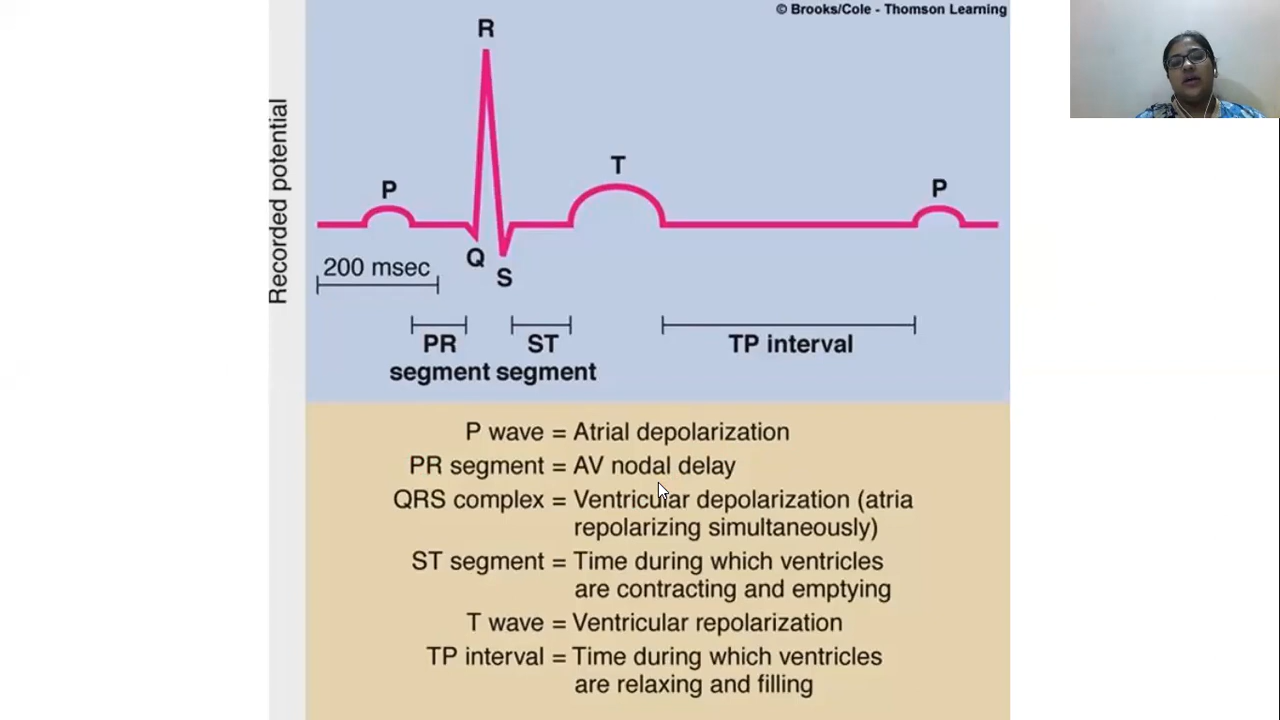 © Brooks/Cole - Thomson Learning
Recorded potential
R
P
T
P
Q
S
200 msec
PR
segment
ST
segment
TP interval
P wave = Atrial depolarization
PR segment = AV nodal delay
QRS complex = Ventricular depolarization (atria
repolarizing simultaneously)
ST segment = Time during which ventricles
are contracting and emptying
T wave = Ventricular repolarization
TP interval = Time during which ventricles
are relaxing and filling